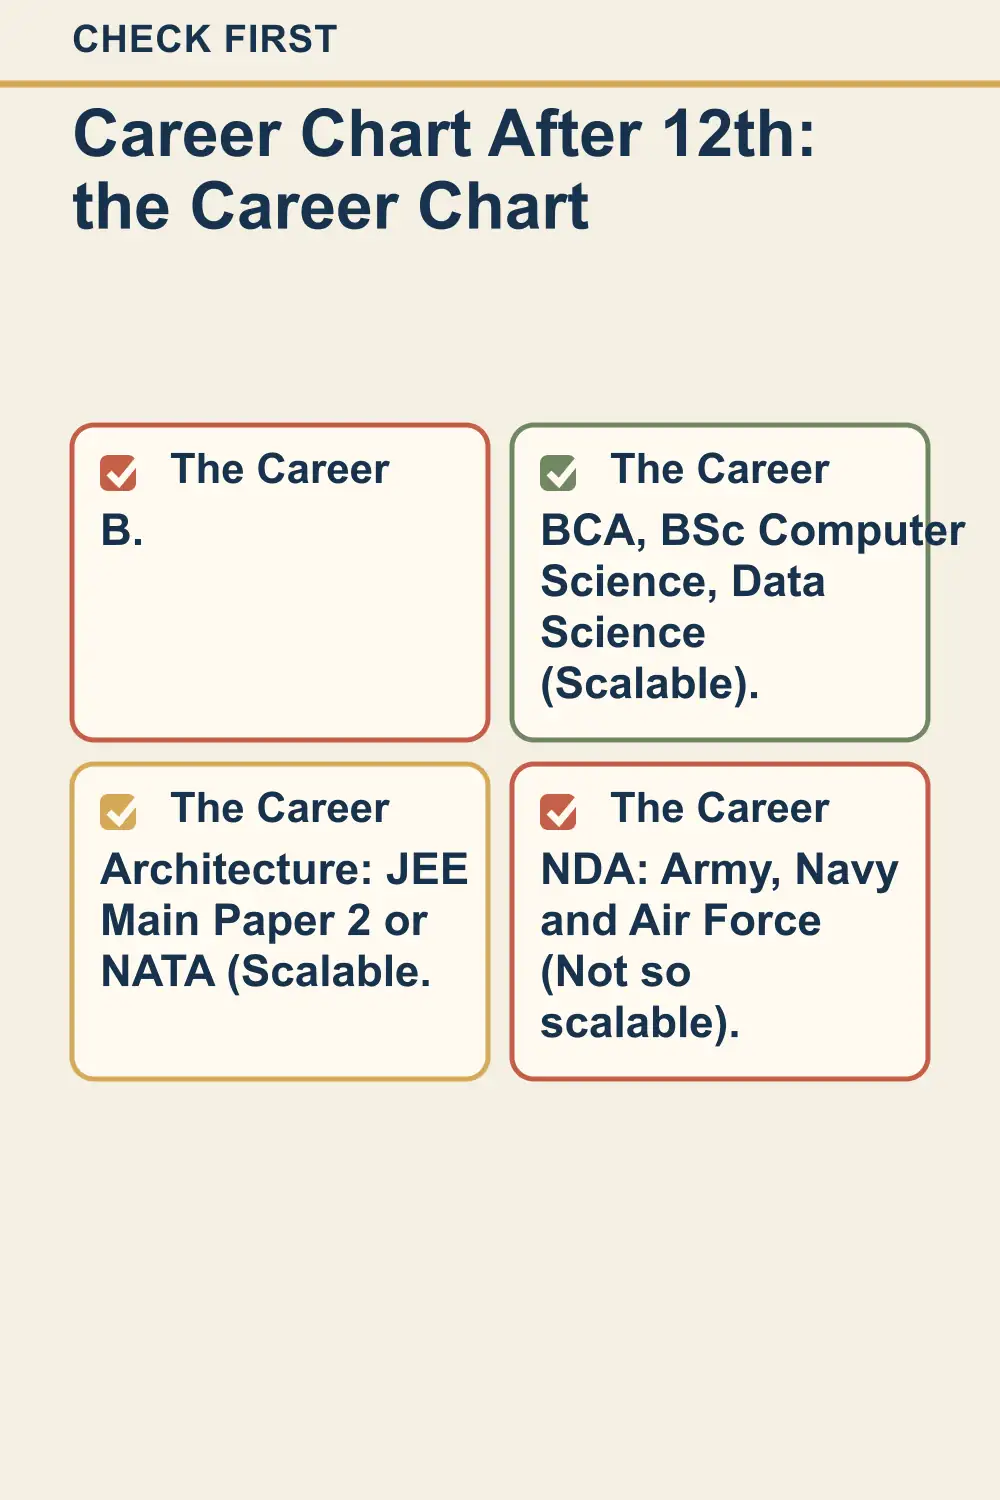 CHECK FIRST
Career Chart After 12th:
the Career Chart
The Career
B.
The Career
BCA, BSc Computer
Science, Data
Science
(Scalable).
The Career
Architecture: JEE
Main Paper 2 or
NATA (Scalable.
The Career
NDA: Army, Navy
and Air Force
(Not so
scalable).